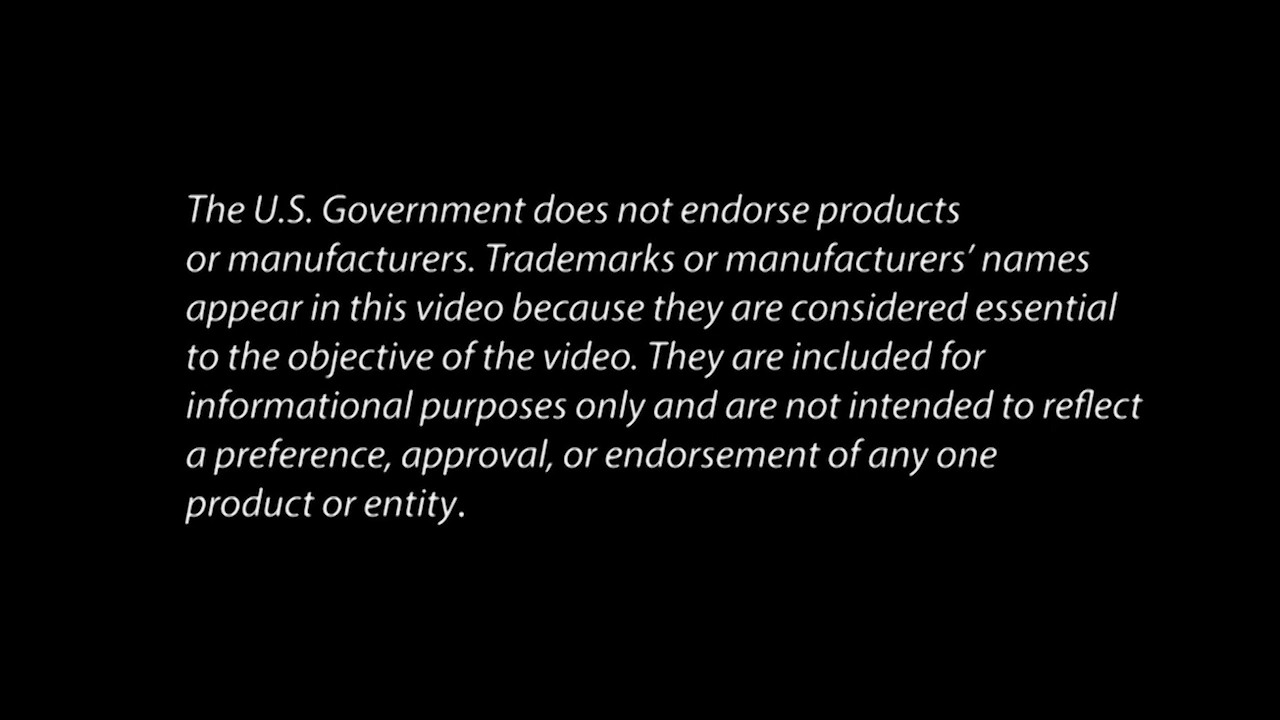 The U.S. Government does not endorse products
or manufacturers. Trademarks or manufacturers’ names
appear in this video because they are considered essential
to the objective of the video. They are included for
informational purposes only and are not intended to reflect
a preference, approval, or endorsement of any one
product or entity.